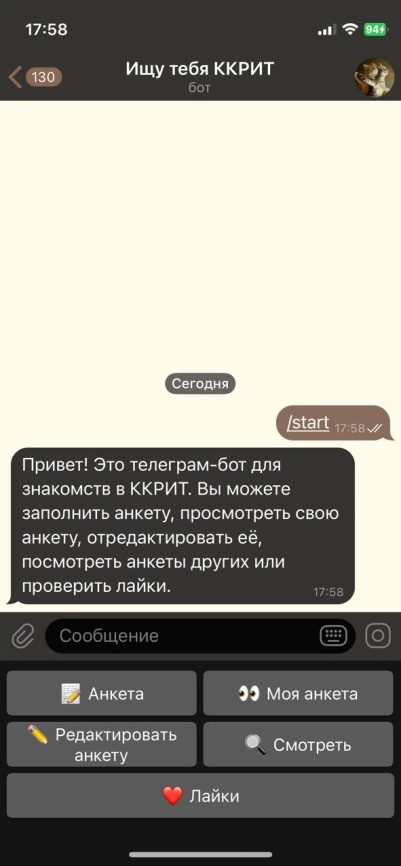 17:58
94
130
Ищу тебя ККРИТ
бот
Сегодня
/start 17:58
Привет! Это телеграм-бот для
знакомств в ККРИТ. Вы можете
заполнить анкету, просмотреть свою
анкету, отредактировать её,
посмотреть анкеты других или
проверить лайки.
17:58
Сообщение
📝 Анкета
👀 Моя анкета
✏️ Редактировать
анкету
🔍 Смотреть
❤️ Лайки